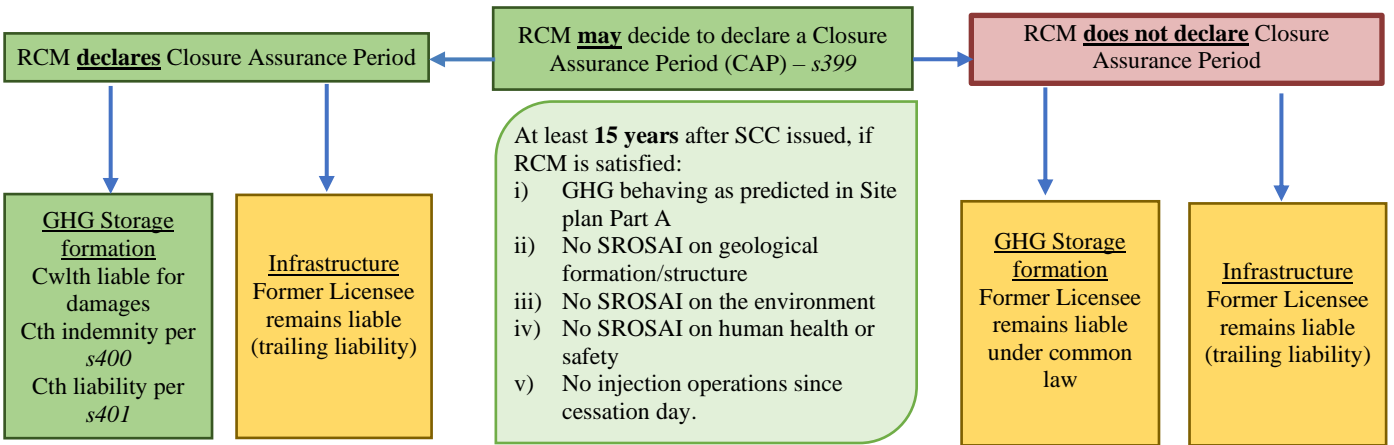 RCM declares Closure Assurance Period
RCM may decide to declare a Closure
Assurance Period (CAP) – s399
RCM does not declare Closure
Assurance Period
At least 15 years after SCC issued, if
RCM is satisfied:
i) GHG behaving as predicted in Site
plan Part A
ii) No SROSAI on geological
formation/structure
iii) No SROSAI on the environment
iv) No SROSAI on human health or
safety
v) No injection operations since
cessation day.
GHG Storage
formation
Cwlth liable for
damages
Cth indemnity per
s400
Cth liability per
s401
Infrastructure
Former Licensee
remains liable
(trailing liability)
GHG Storage
formation
Former Licensee
remains liable
under common
law
Infrastructure
Former Licensee
remains liable
(trailing liability)